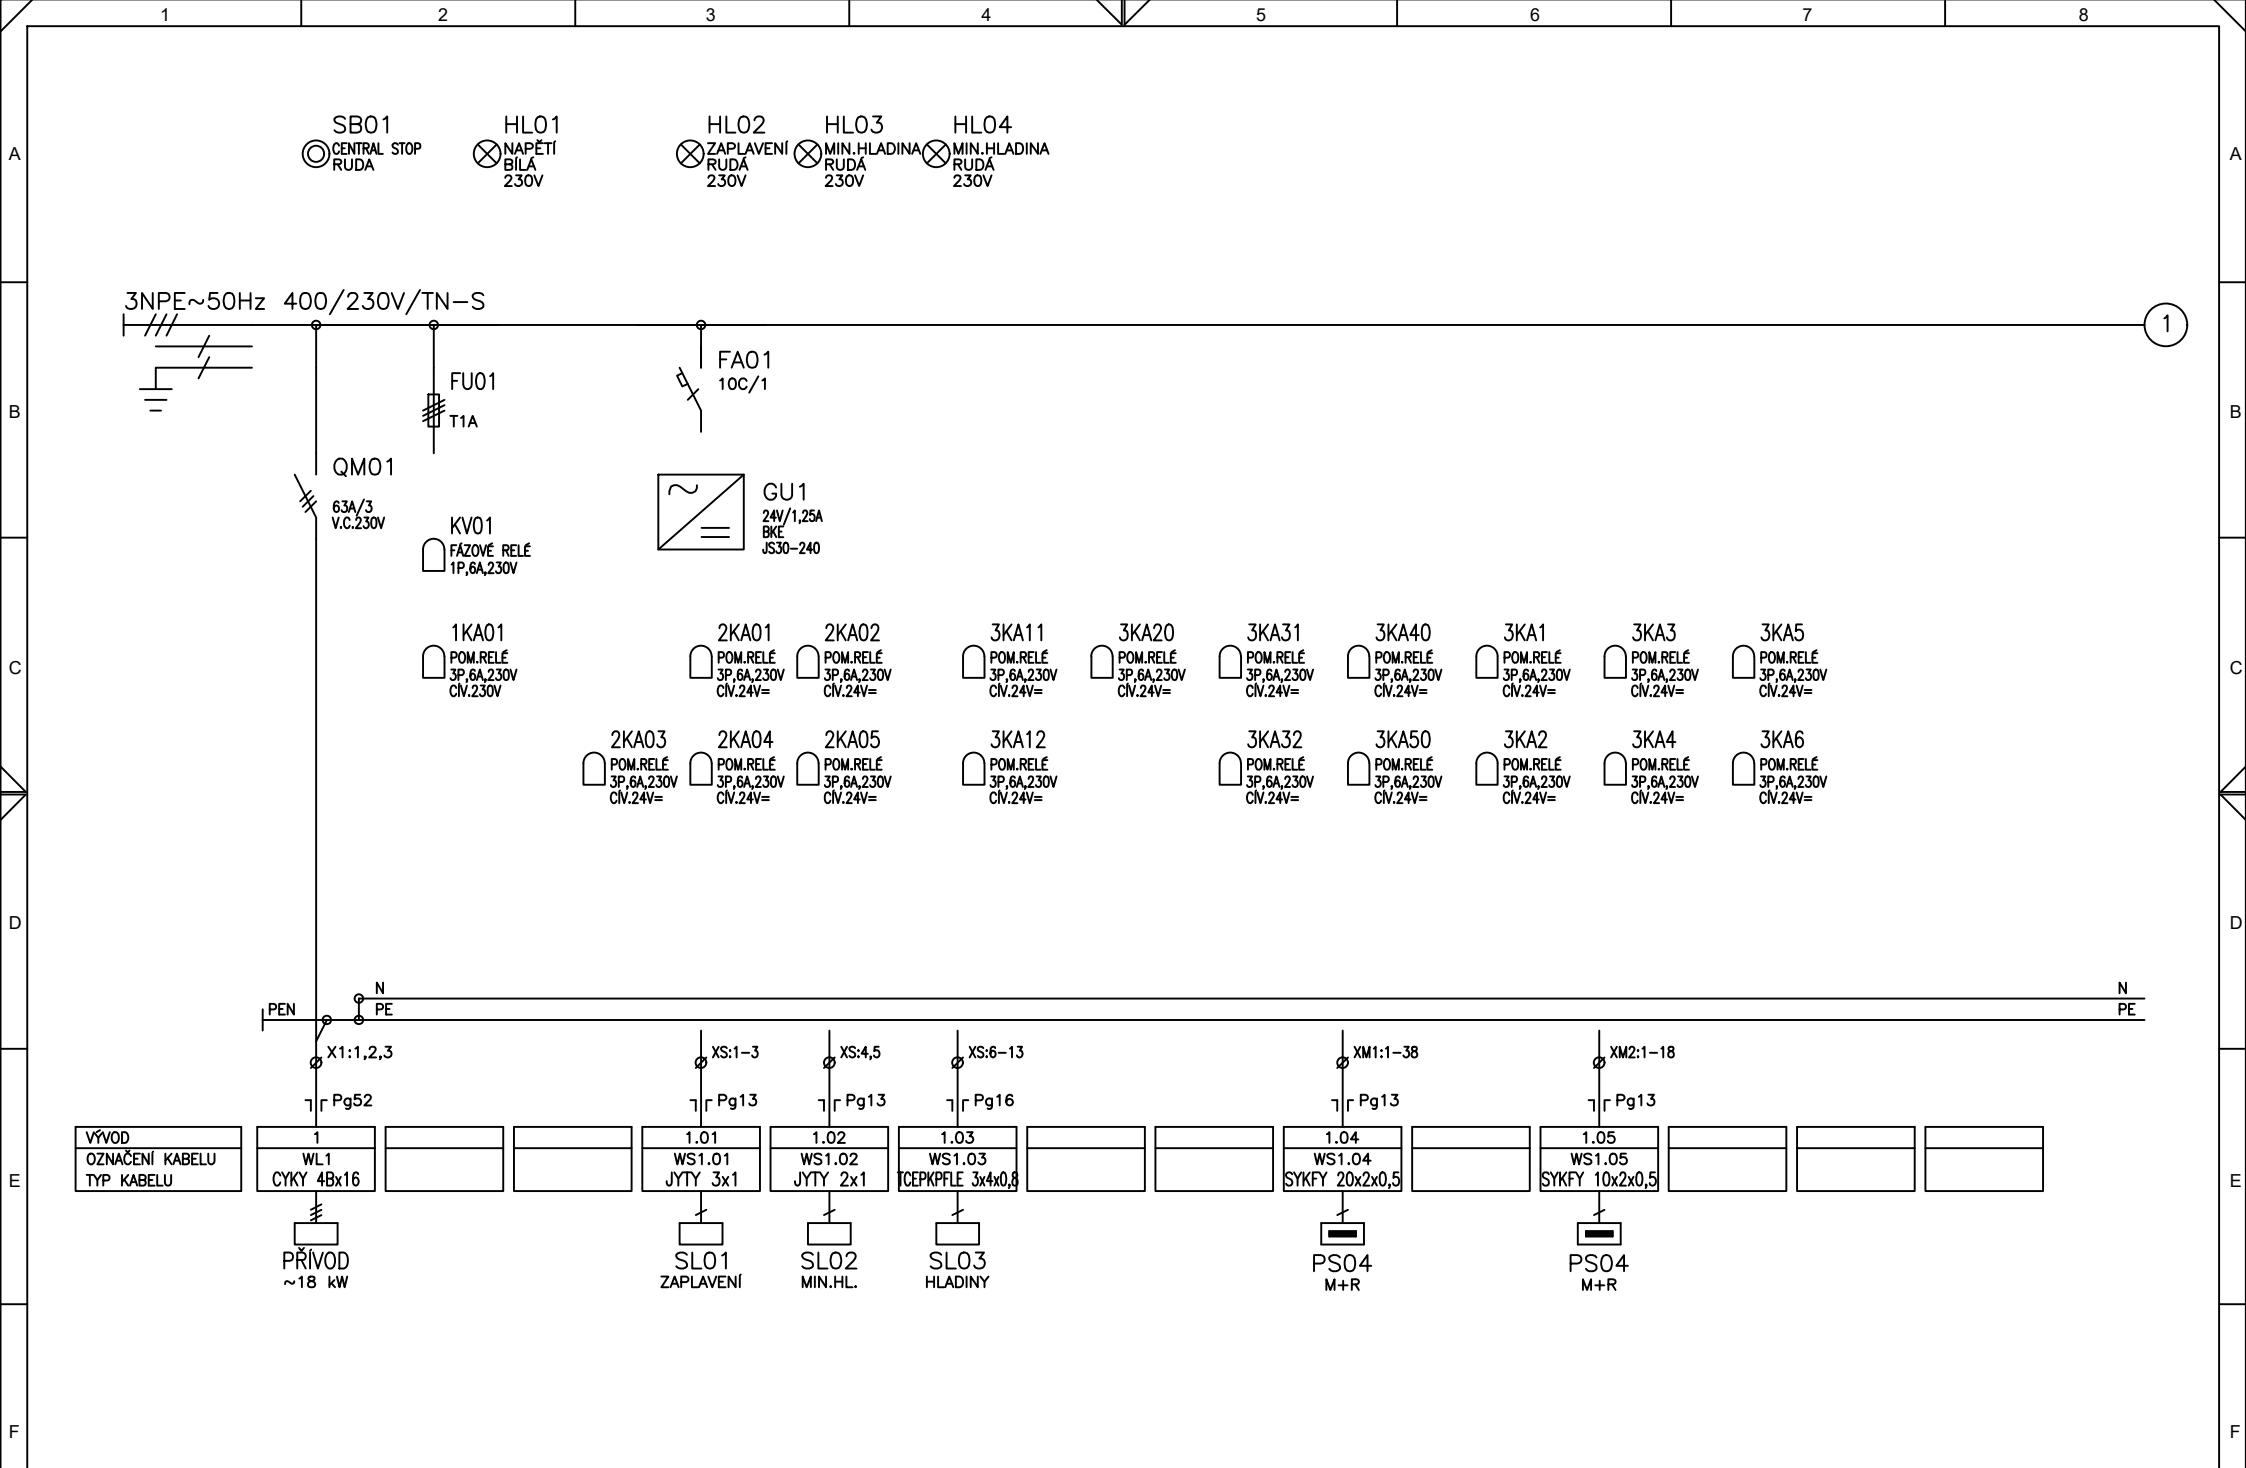 1 2 3 4 5 6 7 8
A A
SB01
CENTRAL STOP
RUDA
HL01
NAPĚTÍ
BÍLÁ
230V
HL02
ZAPLAVENÍ
RUDÁ
230V
HL03
MIN.HLADINA
RUDÁ
230V
HL04
MIN.HLADINA
RUDÁ
230V
3NPE~50Hz 400/230V/TN-S
1
B B
FU01
T1A
FA01
10C/1
QM01
63A/3
V.C.230V
KV01
FÁZOVÉ RELÉ
1P,6A,230V
GU1
24V/1,25A
BKE
JS30-240
C C
1KA01
POM.RELÉ
3P,6A,230V
CÍV.230V
2KA01
POM.RELÉ
3P,6A,230V
CÍV.24V=
2KA02
POM.RELÉ
3P,6A,230V
CÍV.24V=
3KA11
POM.RELÉ
3P,6A,230V
CÍV.24V=
3KA20
POM.RELÉ
3P,6A,230V
CÍV.24V=
3KA31
POM.RELÉ
3P,6A,230V
CÍV.24V=
3KA40
POM.RELÉ
3P,6A,230V
CÍV.24V=
3KA1
POM.RELÉ
3P,6A,230V
CÍV.24V=
3KA3
POM.RELÉ
3P,6A,230V
CÍV.24V=
3KA5
POM.RELÉ
3P,6A,230V
CÍV.24V=
2KA03
POM.RELÉ
3P,6A,230V
CÍV.24V=
2KA04
POM.RELÉ
3P,6A,230V
CÍV.24V=
2KA05
POM.RELÉ
3P,6A,230V
CÍV.24V=
3KA12
POM.RELÉ
3P,6A,230V
CÍV.24V=
3KA32
POM.RELÉ
3P,6A,230V
CÍV.24V=
3KA50
POM.RELÉ
3P,6A,230V
CÍV.24V=
3KA2
POM.RELÉ
3P,6A,230V
CÍV.24V=
3KA4
POM.RELÉ
3P,6A,230V
CÍV.24V=
3KA6
POM.RELÉ
3P,6A,230V
CÍV.24V=
D D
N N
PEN PE PE
X1:1,2,3 XS:1-3 XS:4,5 XS:6-13 XM1:1-38 XM2:1-18
Pg52 Pg13 Pg13 Pg16 Pg13 Pg13
VÝVOD 1 1.01 1.02 1.03 1.04 1.05
OZNAČENÍ KABELU WL1 WS1.01 WS1.02 WS1.03 WS1.04 WS1.05
TYP KABELU CYKY 4Bx16 JYTY 3x1 JYTY 2x1 TCEPKPFLE 3x4x0,8 SYKFY 20x2x0,5 SYKFY 10x2x0,5
E E
PŘÍVOD SL01 SL02 SL03 PS04 PS04
~18 kW ZAPLAVENÍ MIN.HL. HLADINY M+R M+R
F F